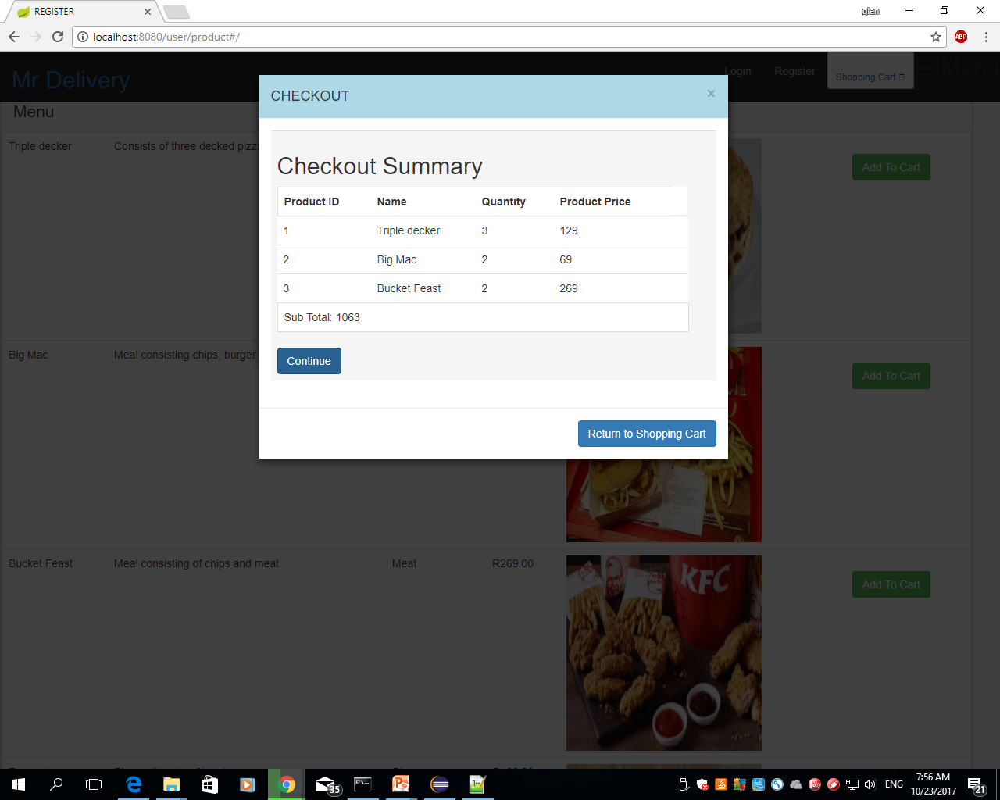 REGISTER
glen
localhost:8080/user/product#/
ABP
Mr Delivery
Login
Register
Shopping Cart
Menu
Menu
CHECKOUT
×
Checkout Summary
Product ID Name Quantity Product Price
1 Triple decker 3 129
2 Big Mac 2 69
3 Bucket Feast 2 269
Sub Total: 1063
Continue
Return to Shopping Cart
Triple decker Consists of three decked pizza
Add To Cart
Big Mac Meal consisting chips, burger
Add To Cart
Bucket Feast Meal consisting of chips and meat Meat R269.00
KFC
Add To Cart
35
ENG
7:56 AM
10/23/2017
21